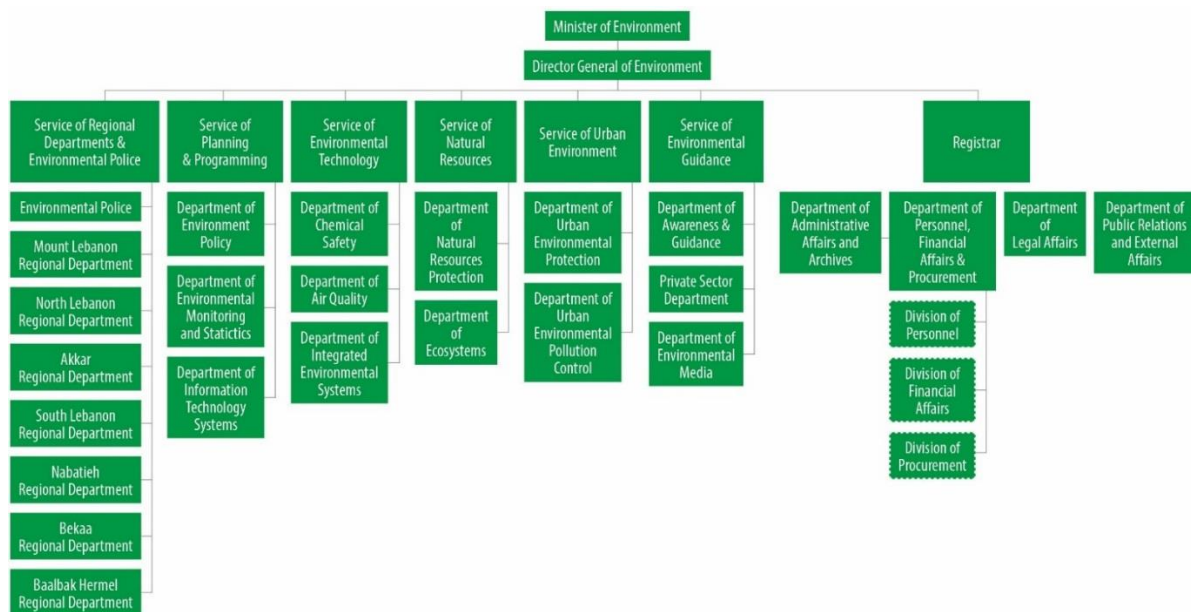 Minister of Environment
Director General of Environment
Service of Regional
Departments &
Environmental Police
Environmental Police
Mount Lebanon
Regional Department
North Lebanon
Regional Department
Akkar
Regional Department
South Lebanon
Regional Department
Nabatieh
Regional Department
Bekaa
Regional Department
Baalbak Hermel
Regional Department
Service of
Planning
& Programming
Department of
Environment
Policy
Department of
Environmental
Monitoring
and Statictics
Department of
Information
Technology
Systems
Service of
Environmental
Technology
Department of
Chemical
Safety
Department of
Air Quality
Department of
Integrated
Environmental
Systems
Service of
Natural
Resources
Department
of
Natural
Resources
Protection
Department
of
Ecosystems
Service of Urban
Environment
Department of
Urban
Environmental
Protection
Department of
Urban
Environmental
Pollution
Control
Service of
Environmental
Guidance
Department of
Awareness &
Guidance
Private Sector
Department
Department of
Environmental
Media
Registrar
Department of
Administrative
Affairs and
Archives
Department of
Personnel,
Financial
Affairs &
Procurement
Division of
Personnel
Division of
Financial
Affairs
Division of
Procurement
Department
of
Legal Affairs
Department of
Public Relations
and External
Affairs